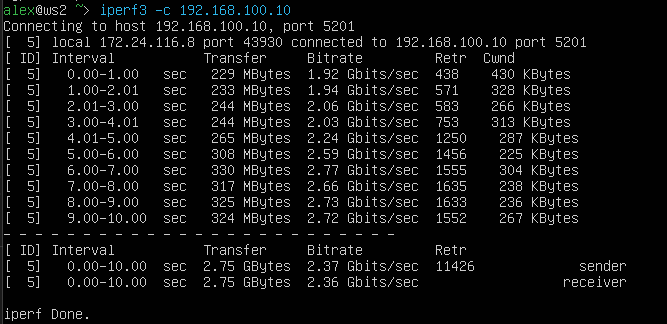 alex@ws2 ~> iperf3 -c 192.168.100.10
Connecting to host 192.168.100.10, port 5201
[  5] local 172.24.116.8 port 43930 connected to 192.168.100.10 port 5201
[ ID] Interval           Transfer     Bitrate         Retr  Cwnd
[  5]   0.00-1.00   sec   229 MBytes  1.92 Gbits/sec  438    430 KBytes
[  5]   1.00-2.01   sec   233 MBytes  1.94 Gbits/sec  571    328 KBytes
[  5]   2.01-3.00   sec   244 MBytes  2.06 Gbits/sec  583    266 KBytes
[  5]   3.00-4.01   sec   244 MBytes  2.03 Gbits/sec  753    313 KBytes
[  5]   4.01-5.00   sec   265 MBytes  2.24 Gbits/sec  1250    287 KBytes
[  5]   5.00-6.00   sec   308 MBytes  2.59 Gbits/sec  1456    225 KBytes
[  5]   6.00-7.00   sec   330 MBytes  2.77 Gbits/sec  1555    304 KBytes
[  5]   7.00-8.00   sec   317 MBytes  2.66 Gbits/sec  1635    238 KBytes
[  5]   8.00-9.00   sec   325 MBytes  2.73 Gbits/sec  1633    236 KBytes
[  5]   9.00-10.00  sec   324 MBytes  2.72 Gbits/sec  1552    267 KBytes
- - - - - - - - - - - - - - - - - - - - - - - - -
[ ID] Interval           Transfer     Bitrate         Retr
[  5]   0.00-10.00  sec  2.75 GBytes  2.37 Gbits/sec  11426             sender
[  5]   0.00-10.00  sec  2.75 GBytes  2.36 Gbits/sec                  receiver

iperf Done.